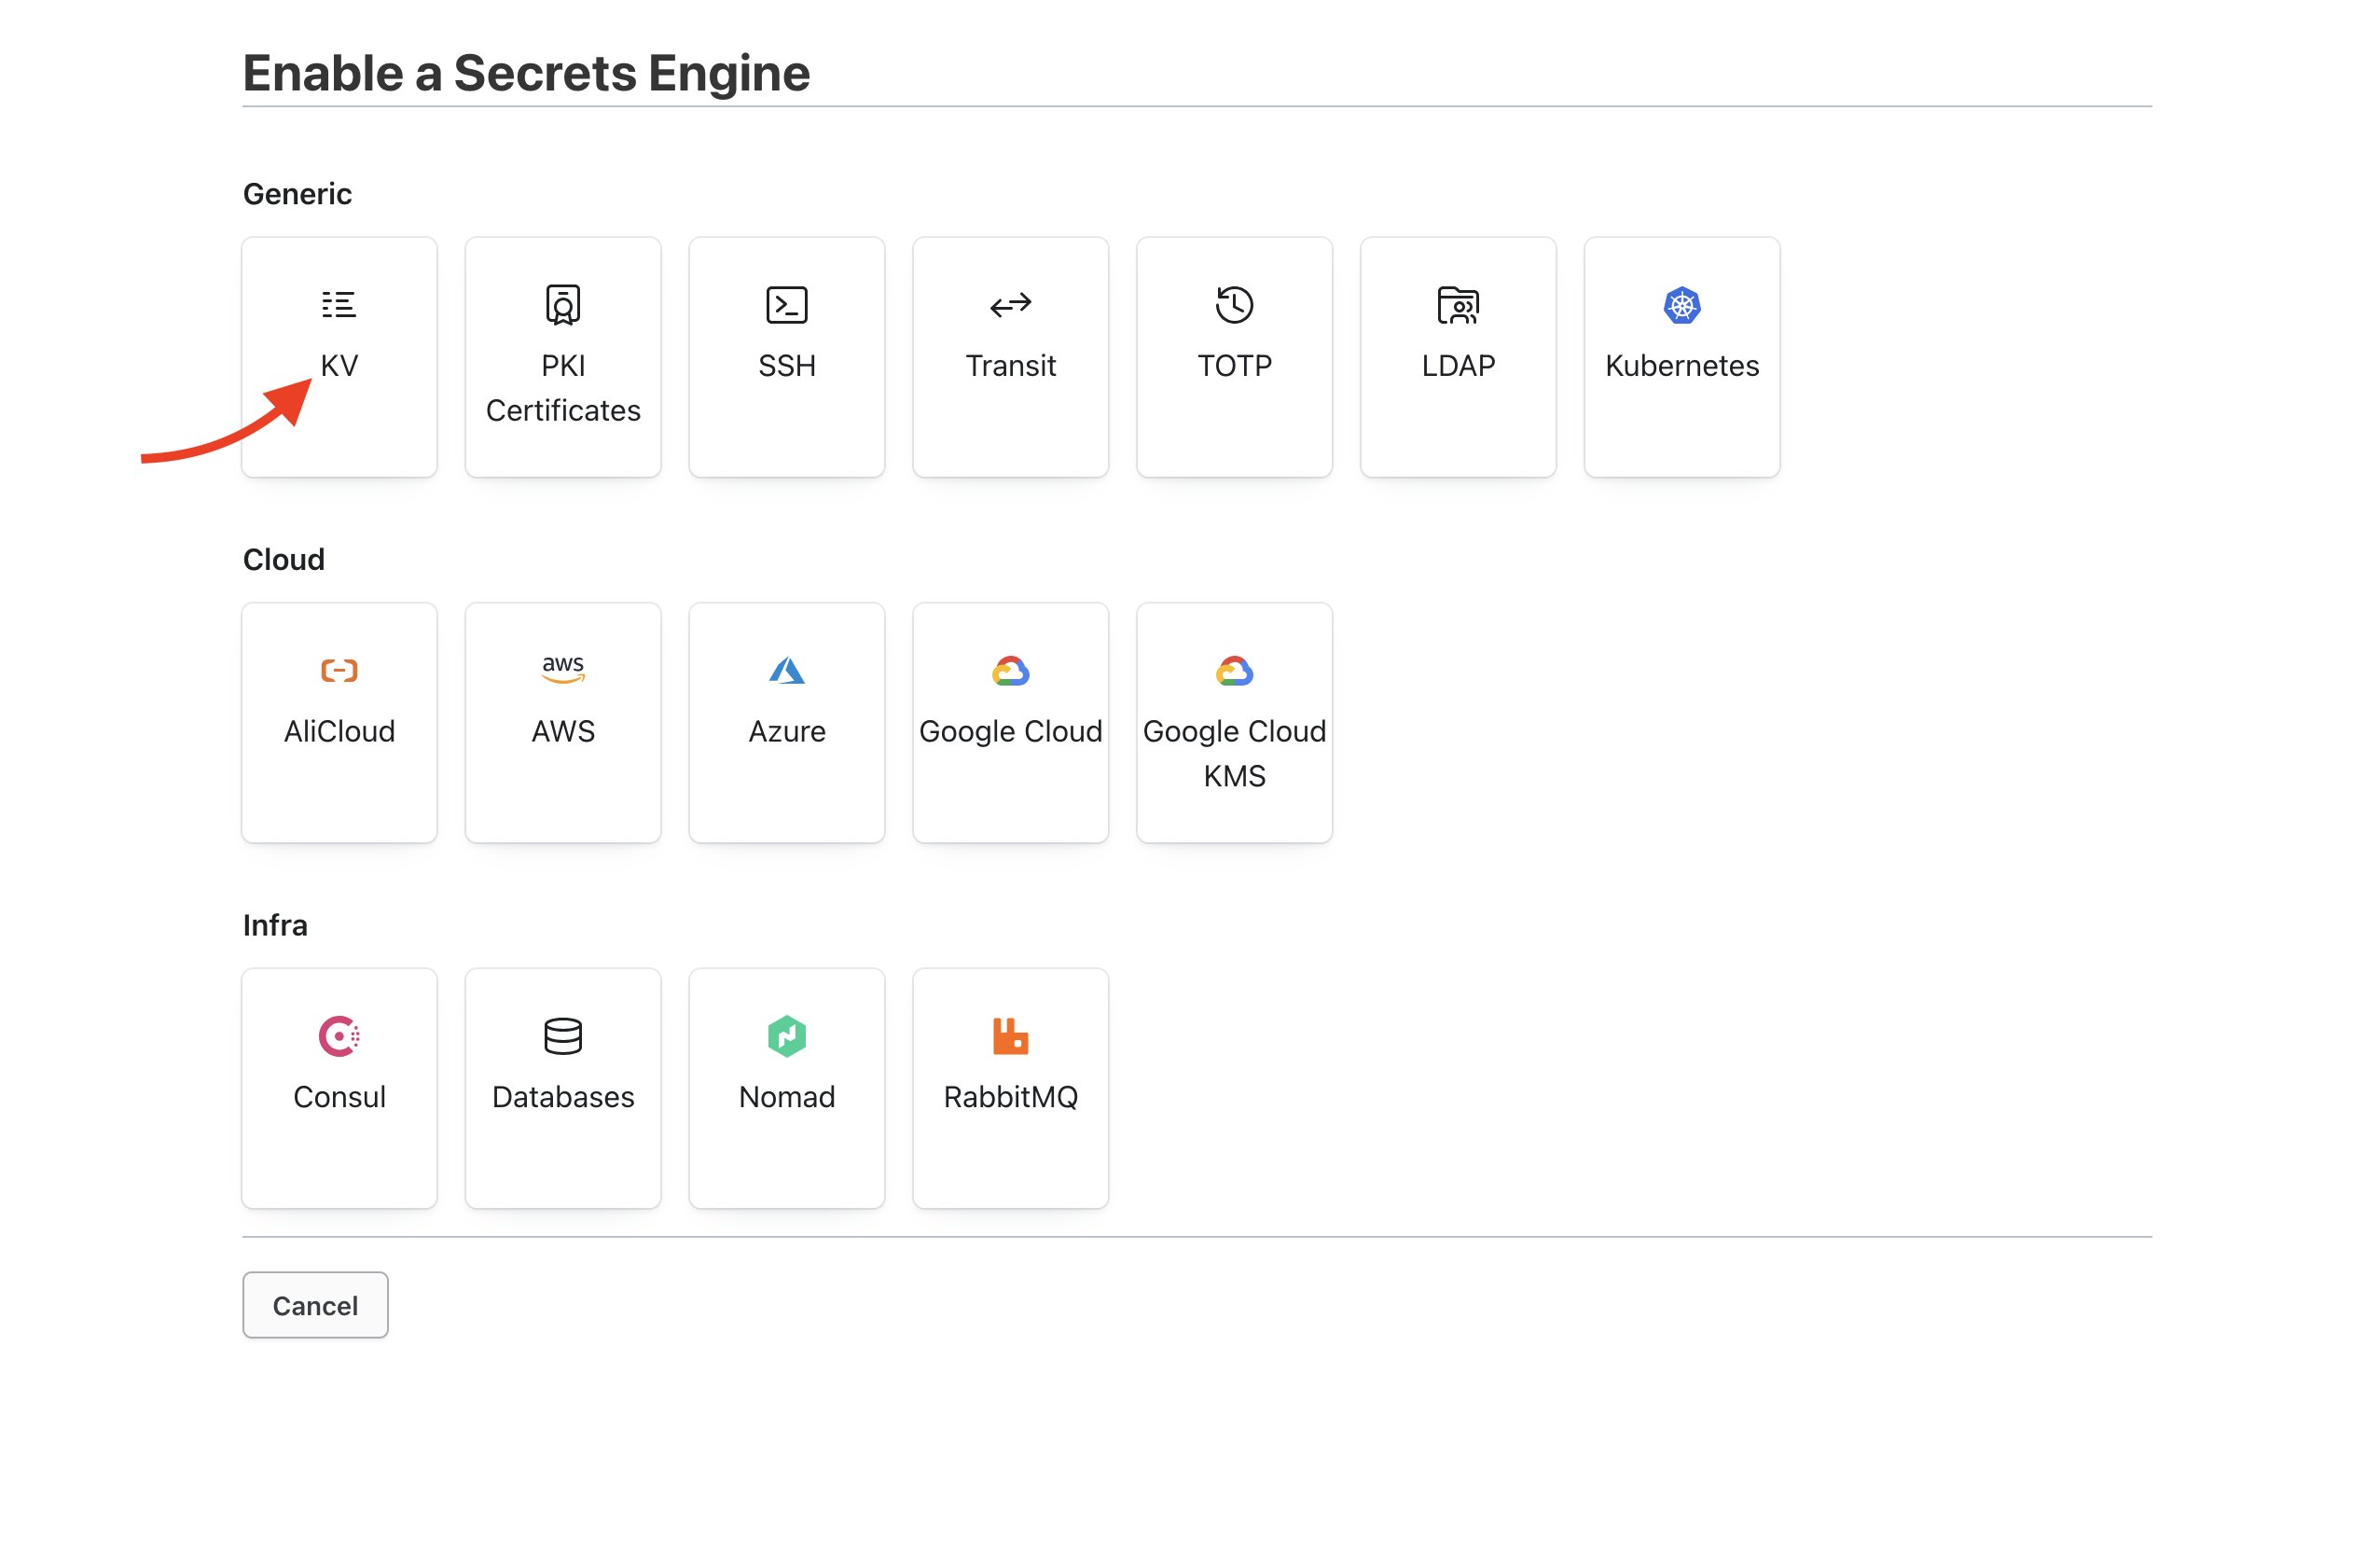 Enable a Secrets Engine
Generic
KV
PKI
Certificates
SSH
Transit
TOTP
LDAP
Kubernetes
Cloud
AliCloud
aws
AWS
Azure
Google Cloud
Google Cloud
KMS
Infra
Consul
Databases
Nomad
RabbitMQ
Cancel